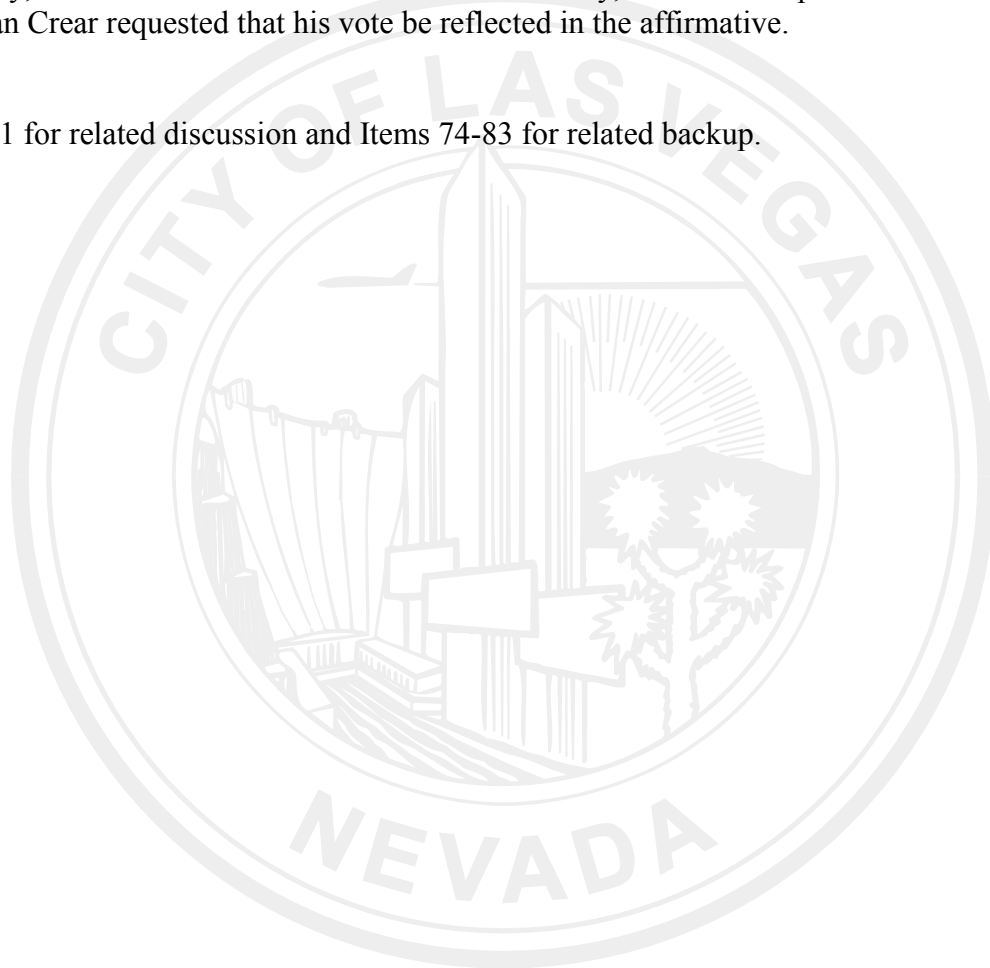 an Crear requested that his vote be reflected in the affirmative.
1 for related discussion and Items 74-83 for related backup.
CITY OF LAS VEGAS
NEVADA